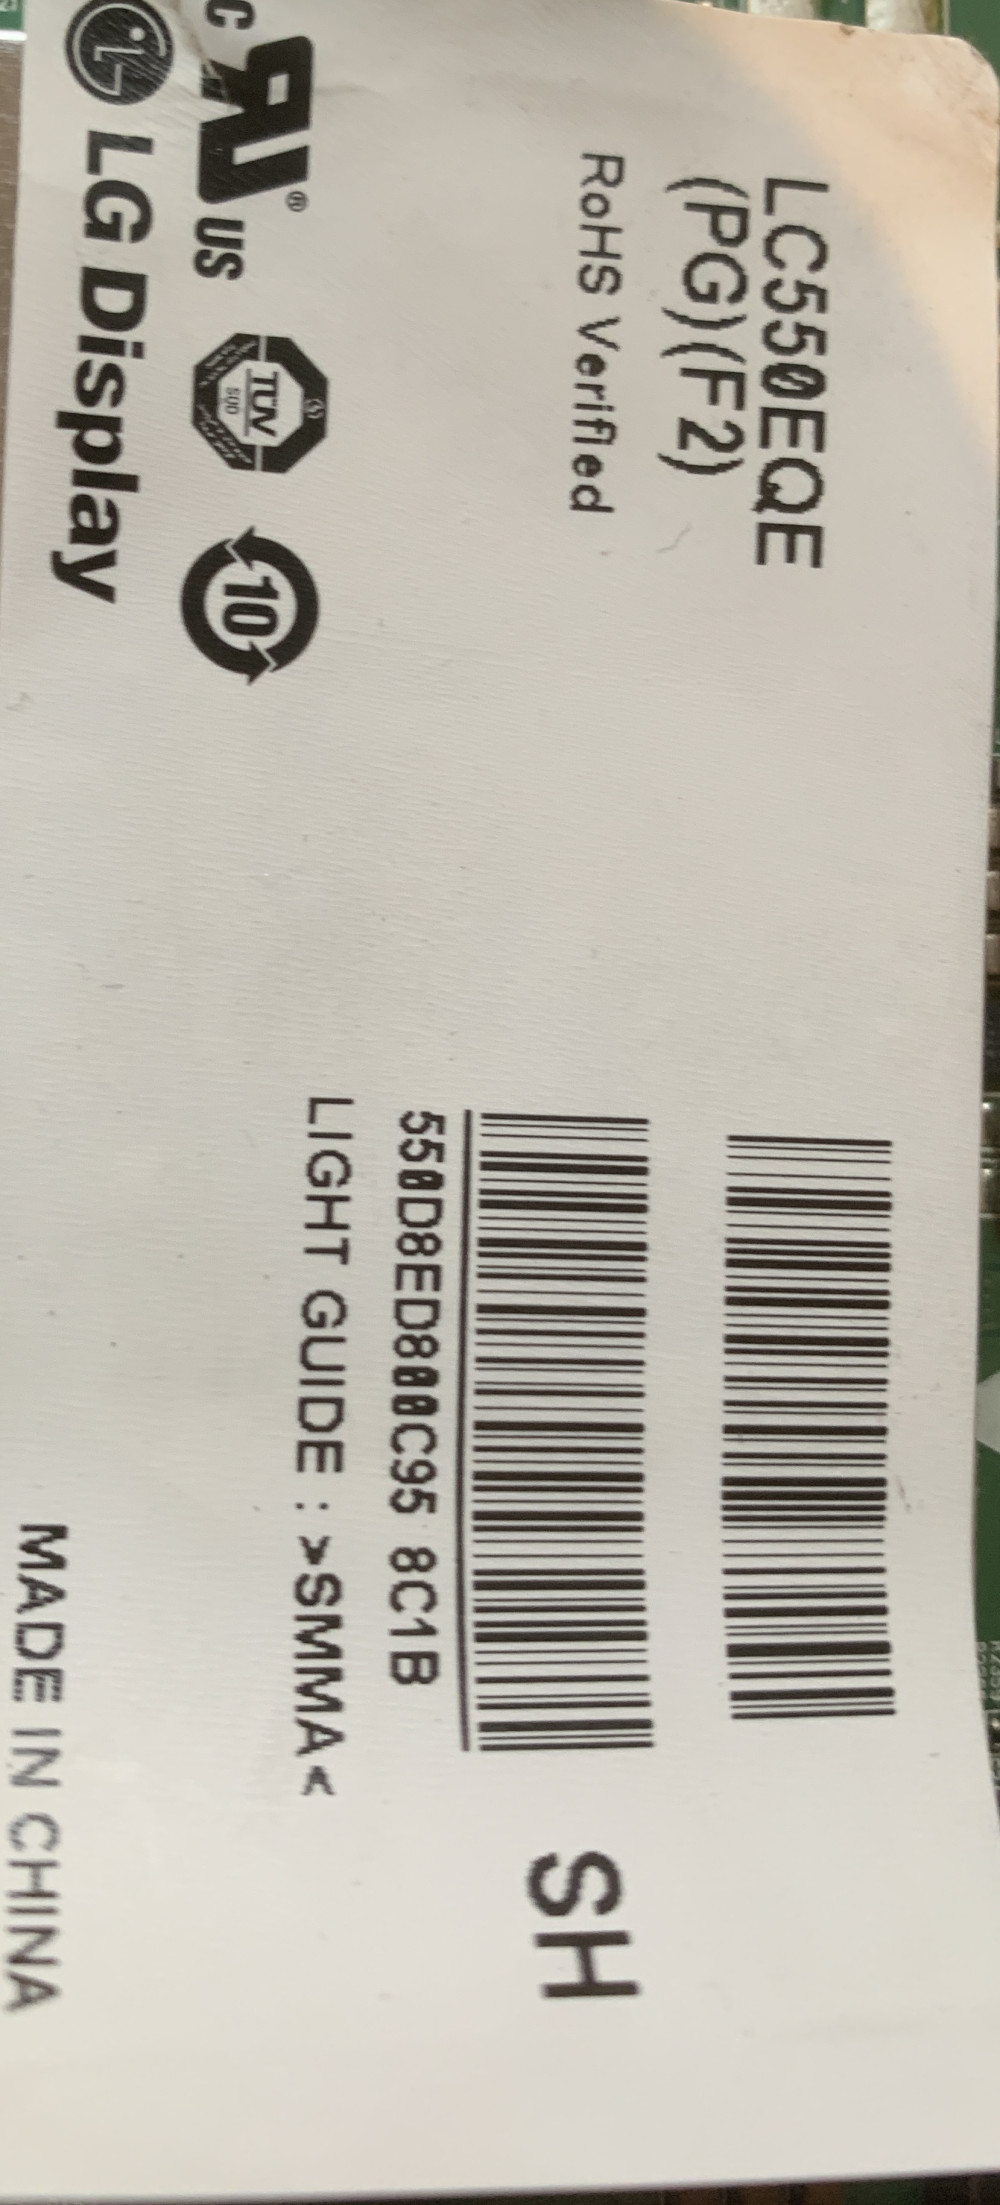 LC550EQE
(PG)(F2)
RoHS Verified
C
US
®
TÜV
SÜD
10
LG Display
550D8ED800C95 8C1B
LIGHT GUIDE : >SMMA<
SH
MADE IN CHINA